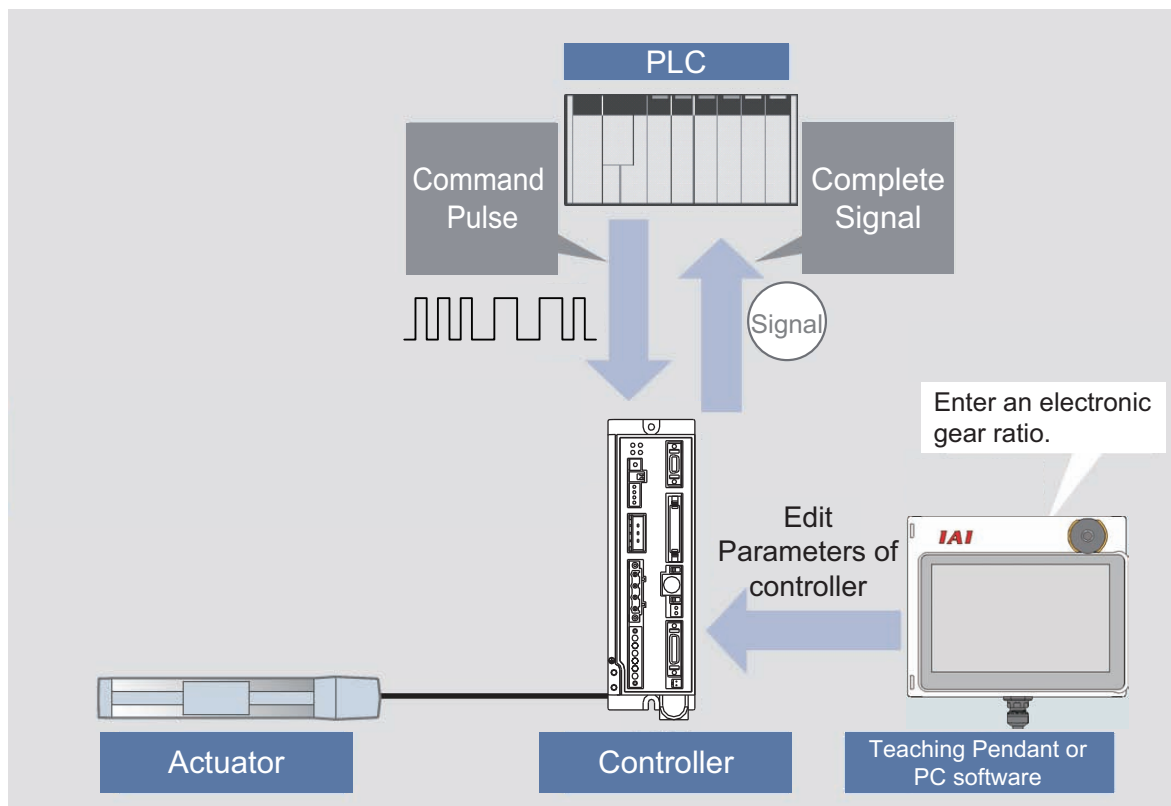 PLC
Command
Pulse
Complete
Signal
Signal
Enter an electronic
gear ratio.
Edit
Parameters of
controller
IAI
Actuator
Controller
Teaching Pendant or
PC software